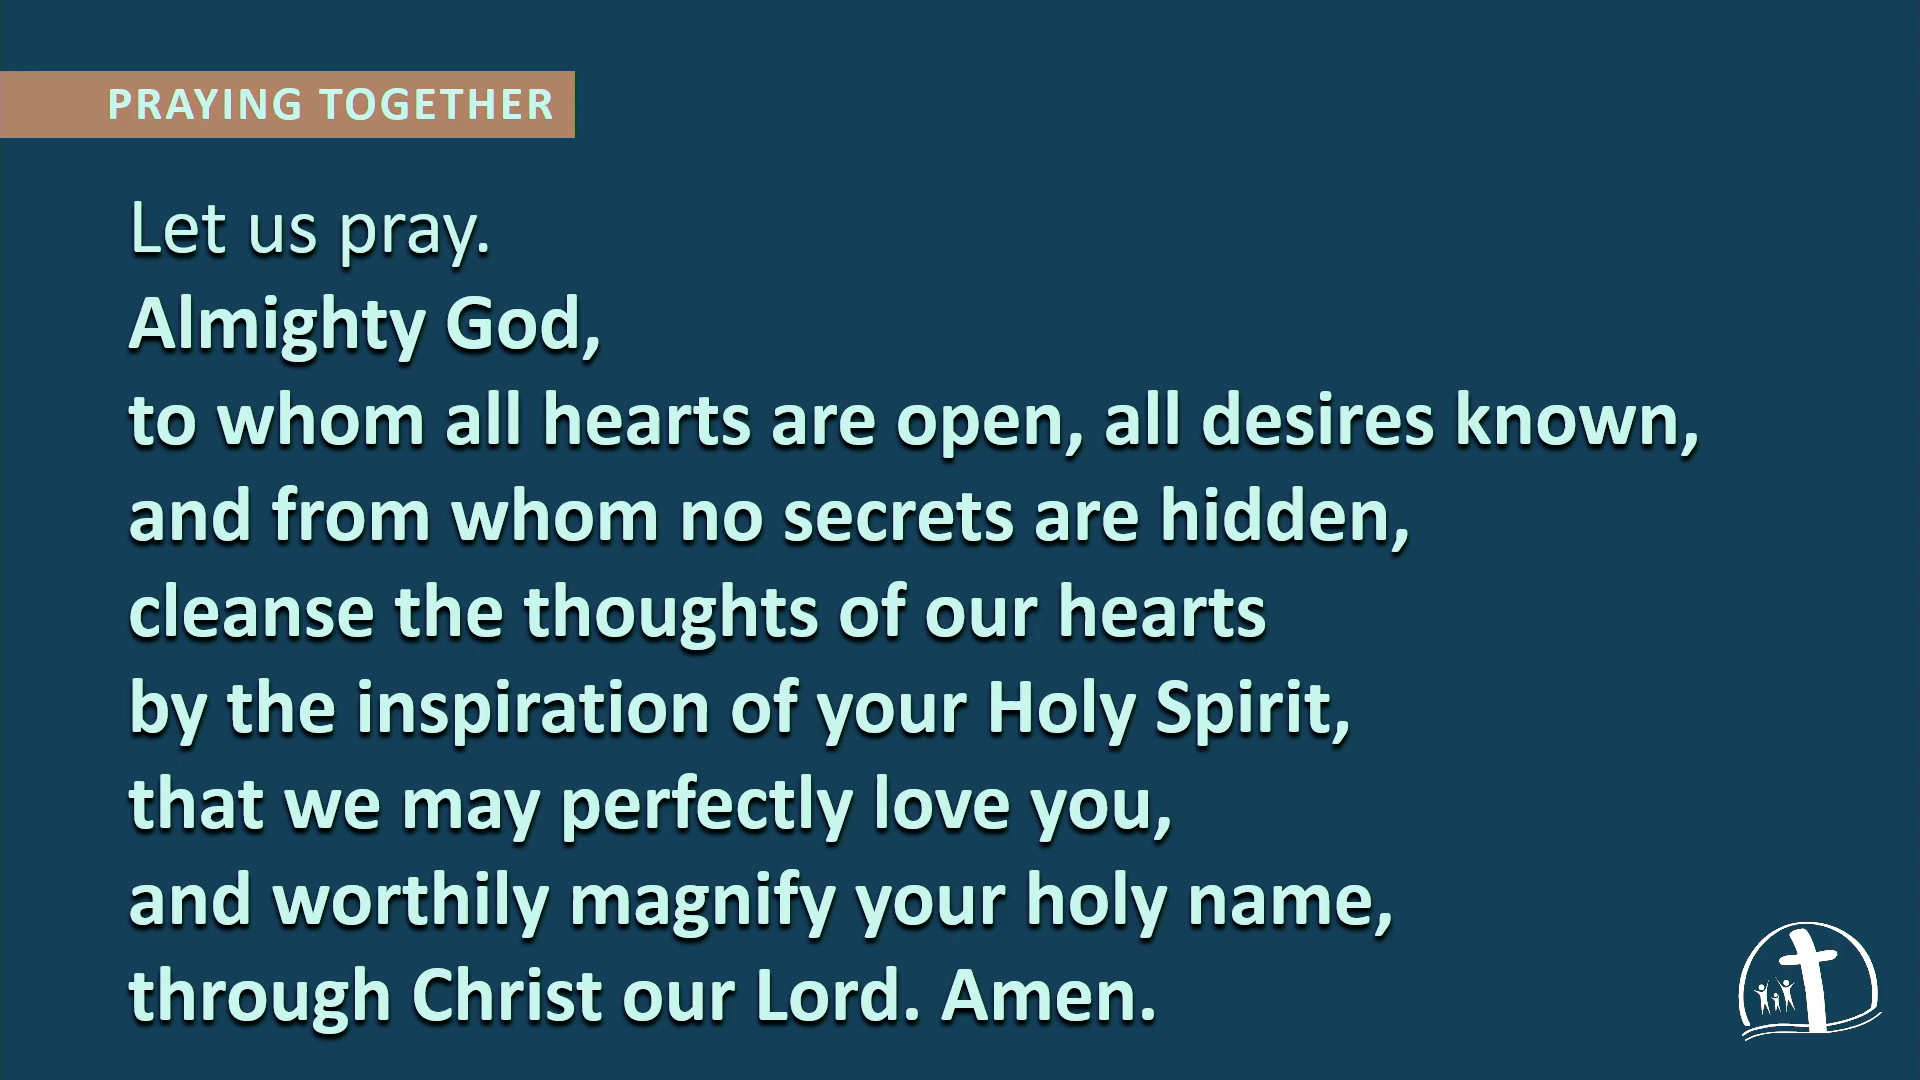 PRAYING TOGETHER
Let us pray.
Almighty God,
to whom all hearts are open, all desires known,
and from whom no secrets are hidden,
cleanse the thoughts of our hearts
by the inspiration of your Holy Spirit,
that we may perfectly love you,
and worthily magnify your holy name,
through Christ our Lord. Amen.